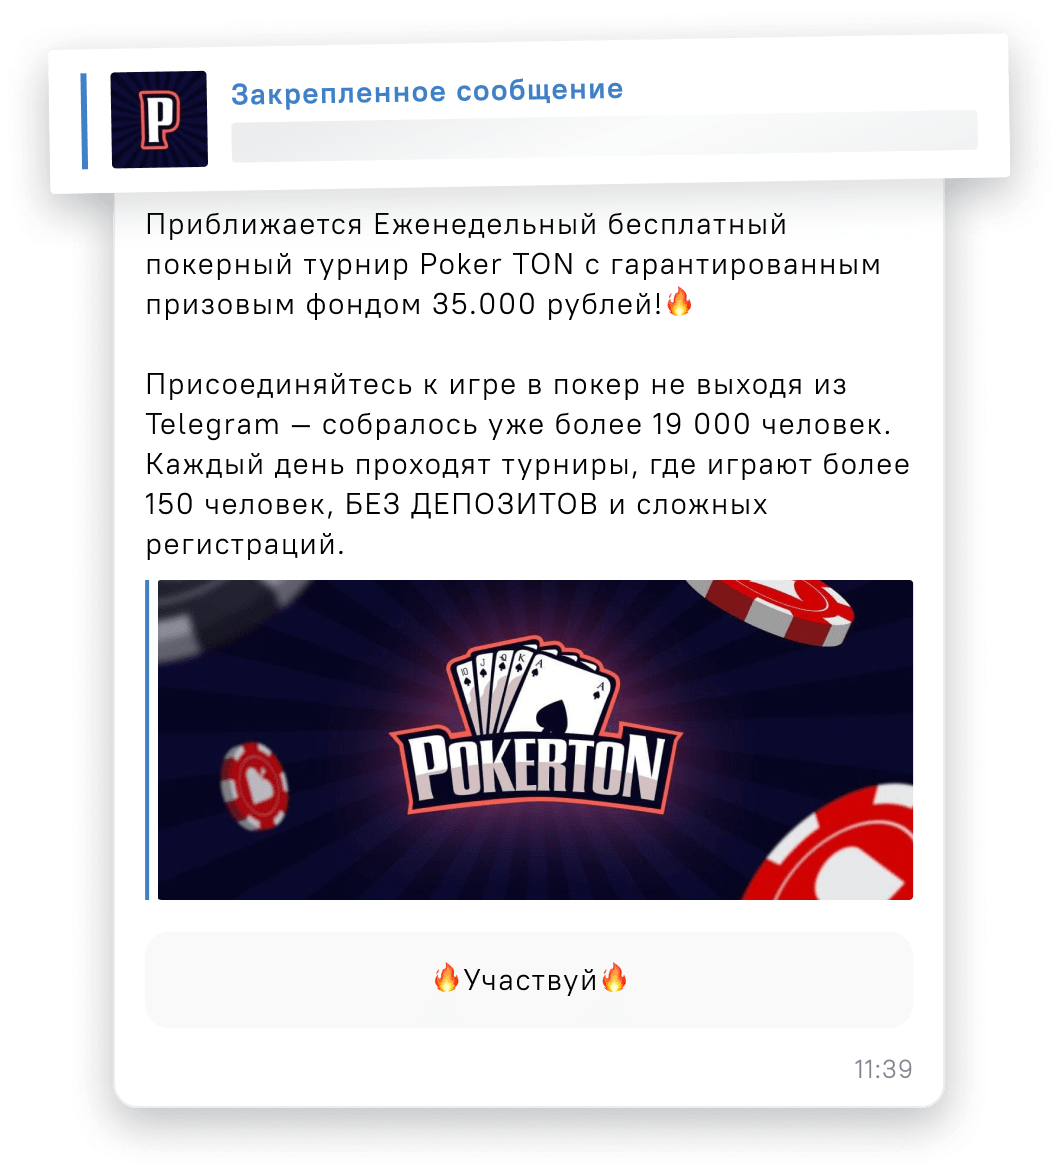 P
Закрепленное сообщение
Приближается Еженедельный бесплатный
покерный турнир Poker TON с гарантированным
призовым фондом 35.000 рублей!🔥
Присоединяйтесь к игре в покер не выходя из
Telegram — собралось уже более 19 000 человек.
Каждый день проходят турниры, где играют более
150 человек, БЕЗ ДЕПОЗИТОВ и сложных
регистраций.
10 J Q K A A
POKERTON
🔥Участвуй🔥
11:39